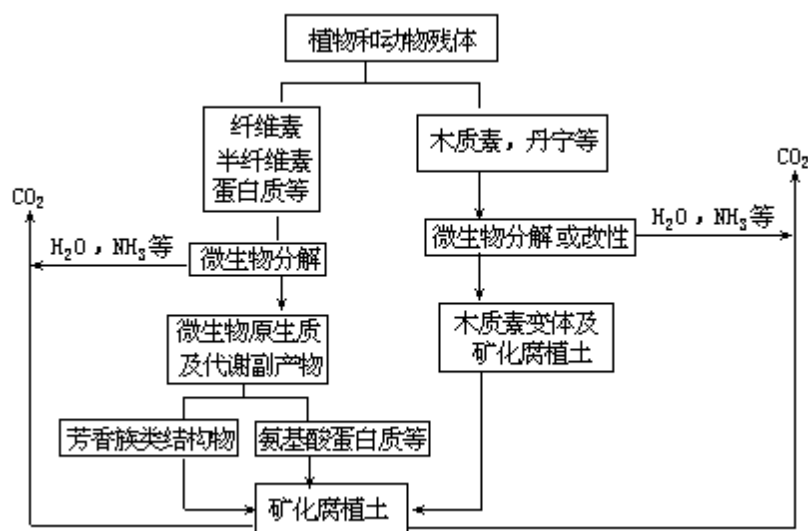 植物和动物残体
纤维素
半纤维素
蛋白质等
木质素，丹宁等
CO₂
CO₂
H₂O，NH₃等
微生物分解
微生物分解或改性
H₂O，NH₃等
微生物原生质
及代谢副产物
木质素变体及
矿化腐植土
芳香族类结构物
氨基酸蛋白质等
矿化腐植土